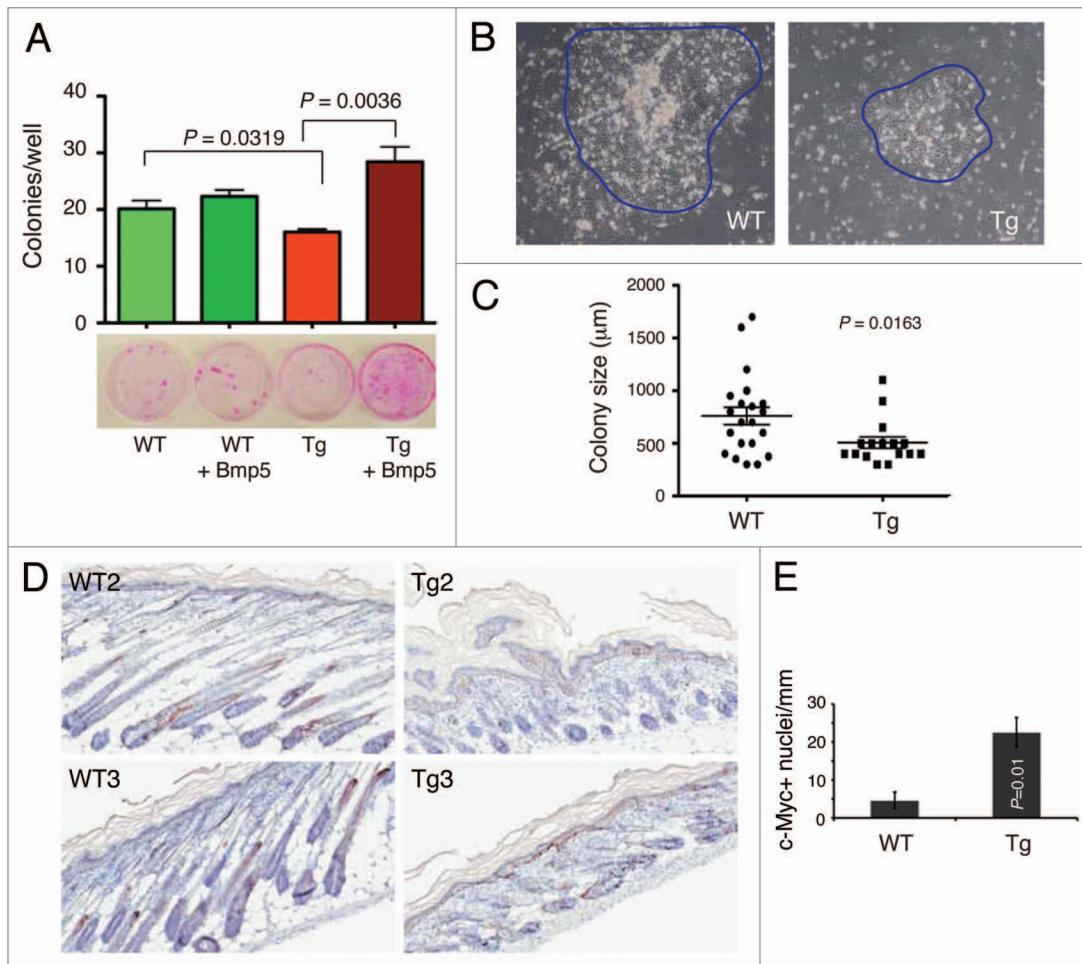 A
40
30
20
10
0
Colonies/well
P = 0.0036
P = 0.0319
WT
WT
+ Bmp5
Tg
Tg
+ Bmp5
B
WT
Tg
C
2000
1500
1000
500
0
Colony size (μm)
P = 0.0163
WT
Tg
D
WT2
Tg2
WT3
Tg3
E
30
20
10
0
c-Myc+ nuclei/mm
P=0.01
WT
Tg